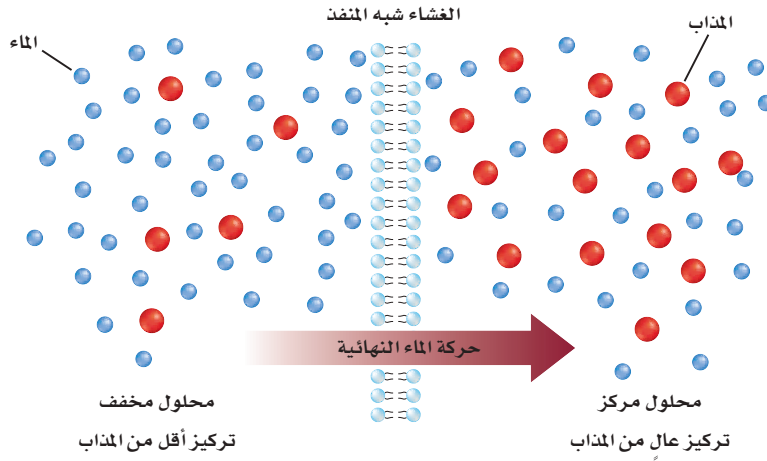 الغشاء شبه المنفذ
المذاب
الماء
حركة الماء النهائية
محلول مركز
تركيز عالٍ من المذاب
محلول مخفف
تركيز أقل من المذاب